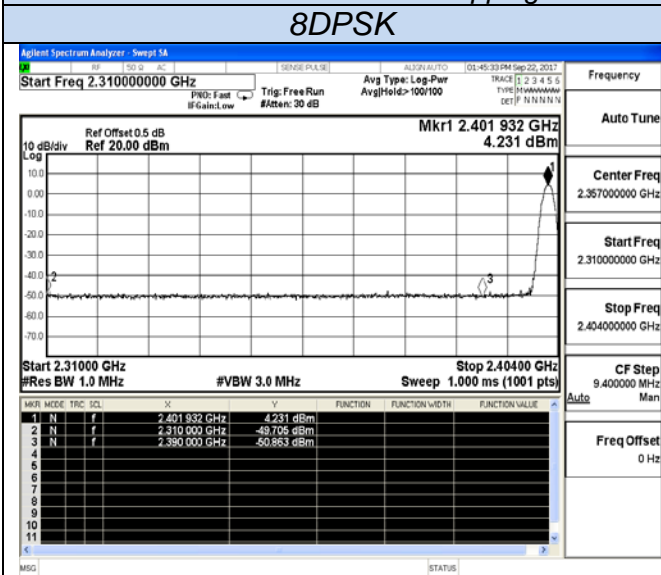 8DPSK
Agilent Spectrum Analyzer - Swept SA
RF 50 Ω AC SENSE:PULSE ALIGN AUTO 01:45:33 PM Sep 22, 2017
Start Freq 2.310000000 GHz
PNO: Fast
IFGain:Low
Trig: Free Run
#Atten: 30 dB
Avg Type: Log-Pwr
Avg|Hold:>100/100
TRACE 1 2 3 4 5 6
TYPE M WWWWW
DET P N N N N N
Ref Offset 0.5 dB
10 dB/div Ref 20.00 dBm
Log
Mkr1 2.401 932 GHz
4.231 dBm
10.0
0.00
-10.0
-20.0
-30.0
-40.0
-50.0
-60.0
-70.0
1
2
3
Start 2.31000 GHz Stop 2.40400 GHz
#Res BW 1.0 MHz #VBW 3.0 MHz Sweep 1.000 ms (1001 pts)
MKR MODE TRC SCL X Y FUNCTION FUNCTION WIDTH FUNCTION VALUE
1 N f 2.401 932 GHz 4.231 dBm
2 N f 2.310 000 GHz -49.705 dBm
3 N f 2.390 000 GHz -50.863 dBm
4
5
6
7
8
9
10
11
MSG STATUS
Frequency
Auto Tune
Center Freq
2.357000000 GHz
Start Freq
2.310000000 GHz
Stop Freq
2.404000000 GHz
CF Step
9.400000 MHz
Auto Man
Freq Offset
0 Hz